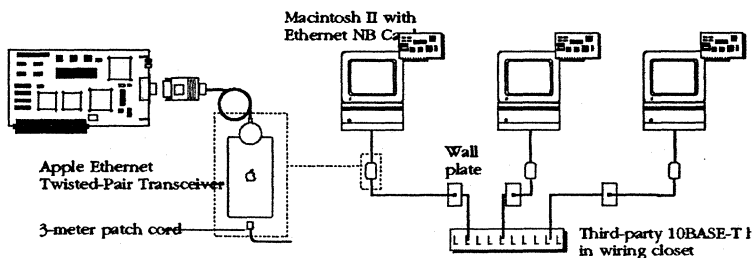 Macintosh II with
Ethernet NB
Apple Ethernet
Twisted-Pair Transceiver
3-meter patch cord
Wall
plate
Third-party 10BASE-T
in wiring closet